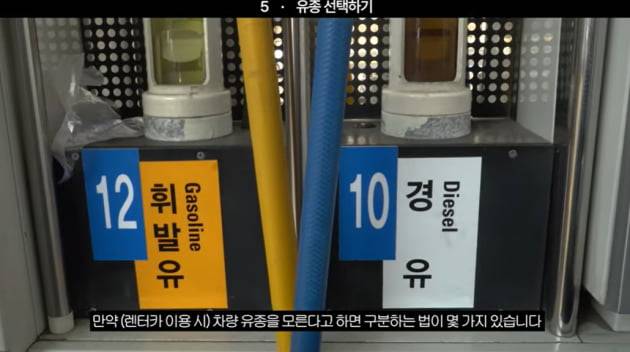 5 · 유종 선택하기
12
휘발유
Gasoline
10
경유
Diesel
만약 (렌터카 이용 시) 차량 유종을 모른다고 하면 구분하는 법이 몇 가지 있습니다